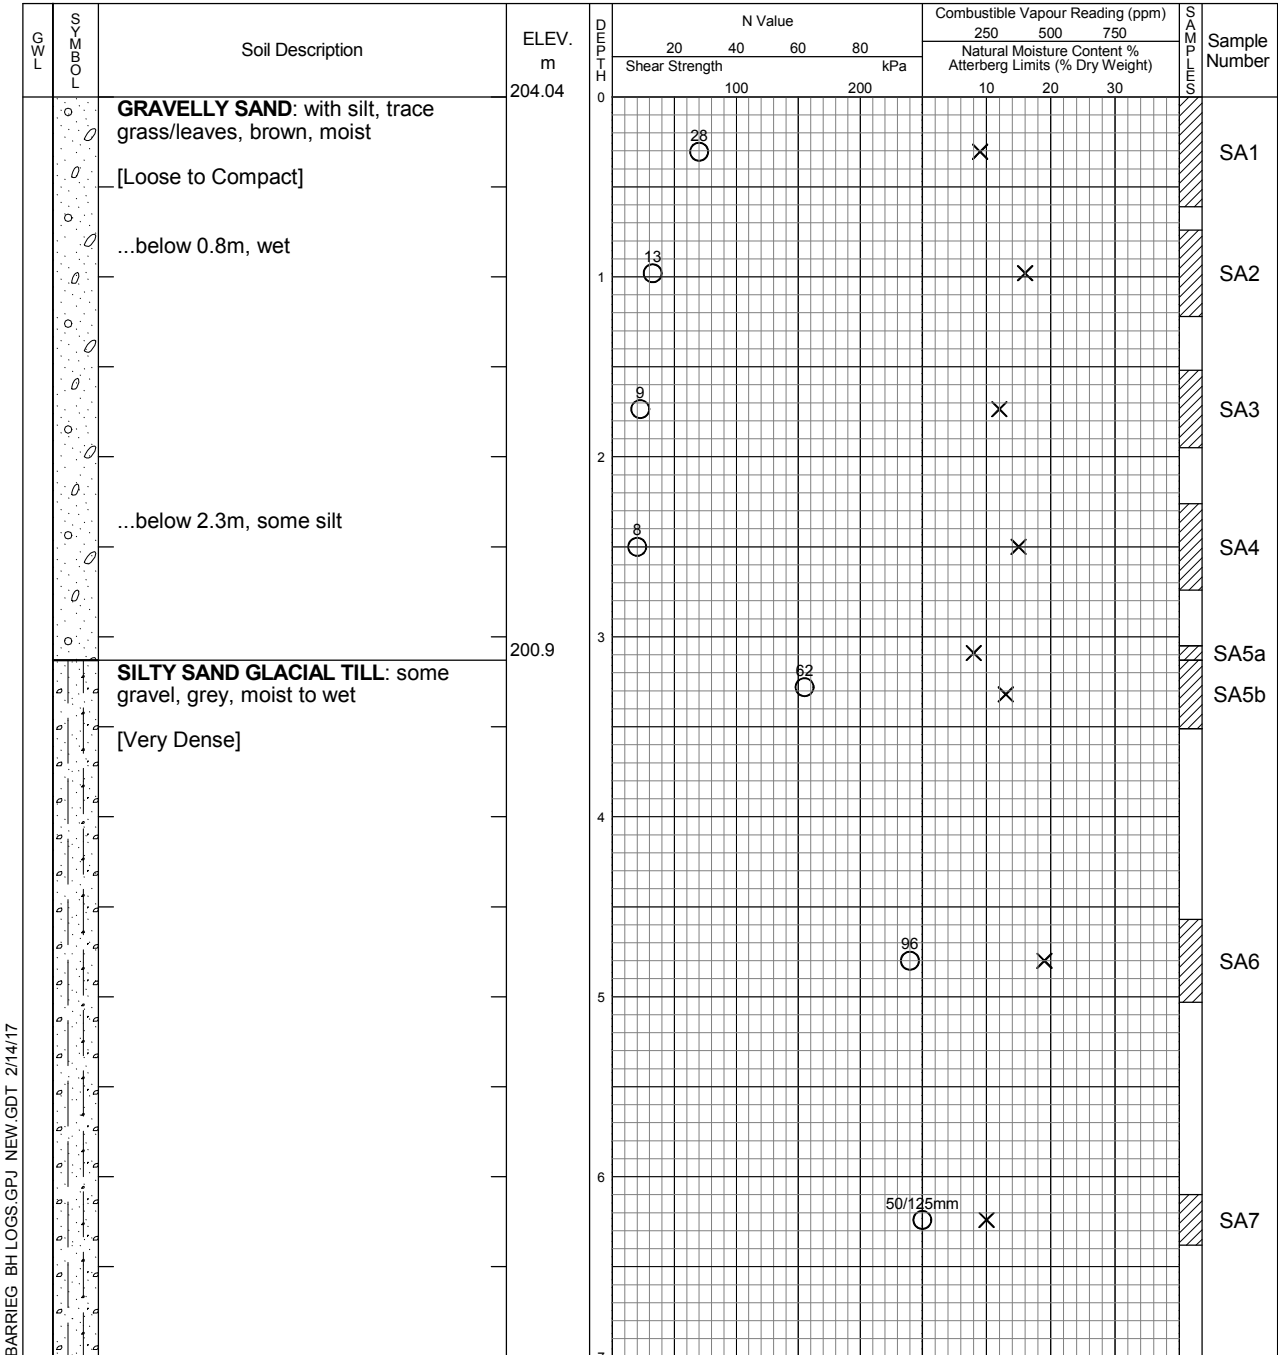 GWL
SYMBOL
Soil Description
ELEV.
m
DEPTH
N Value
20 40 60 80
Shear Strength kPa
100 200
Combustible Vapour Reading (ppm)
250 500 750
Natural Moisture Content %
Atterberg Limits (% Dry Weight)
10 20 30
SAMPLES
Sample
Number
204.04
0
GRAVELLY SAND: with silt, trace
grass/leaves, brown, moist
28
SA1
[Loose to Compact]
...below 0.8m, wet
13
1
SA2
9
SA3
2
...below 2.3m, some silt
8
SA4
3
200.9
SA5a
SILTY SAND GLACIAL TILL: some
gravel, grey, moist to wet
62
SA5b
[Very Dense]
4
96
SA6
5
6
50/125mm
SA7
BARRIEG BH LOGS.GPJ NEW.GDT 2/14/17